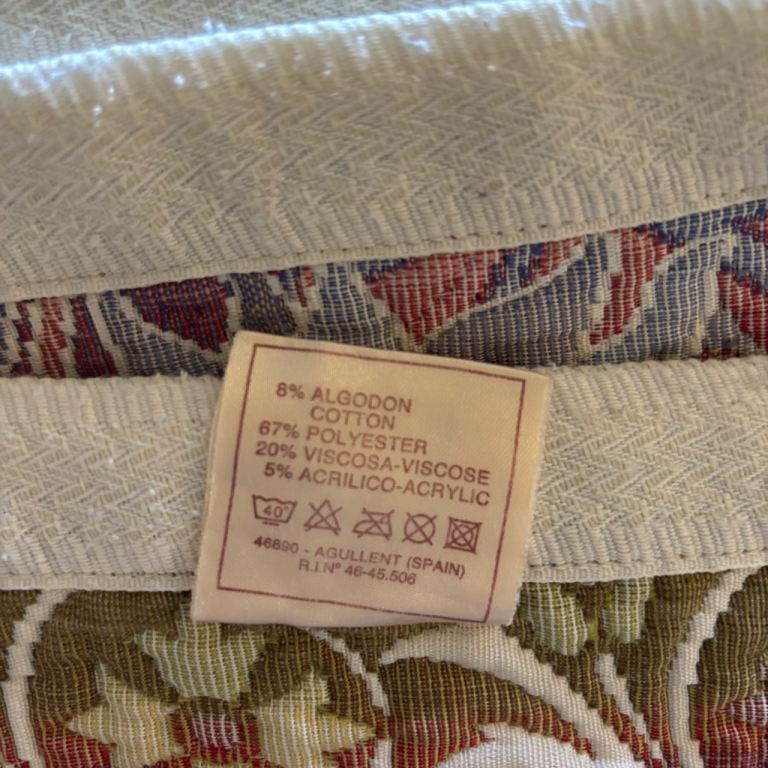 8% ALGODON
COTTON
67% POLYESTER
20% VISCOSA-VISCOSE
5% ACRILICO-ACRYLIC
40°
46890 - AGULLENT (SPAIN)
R.I.Nº 46-45.506